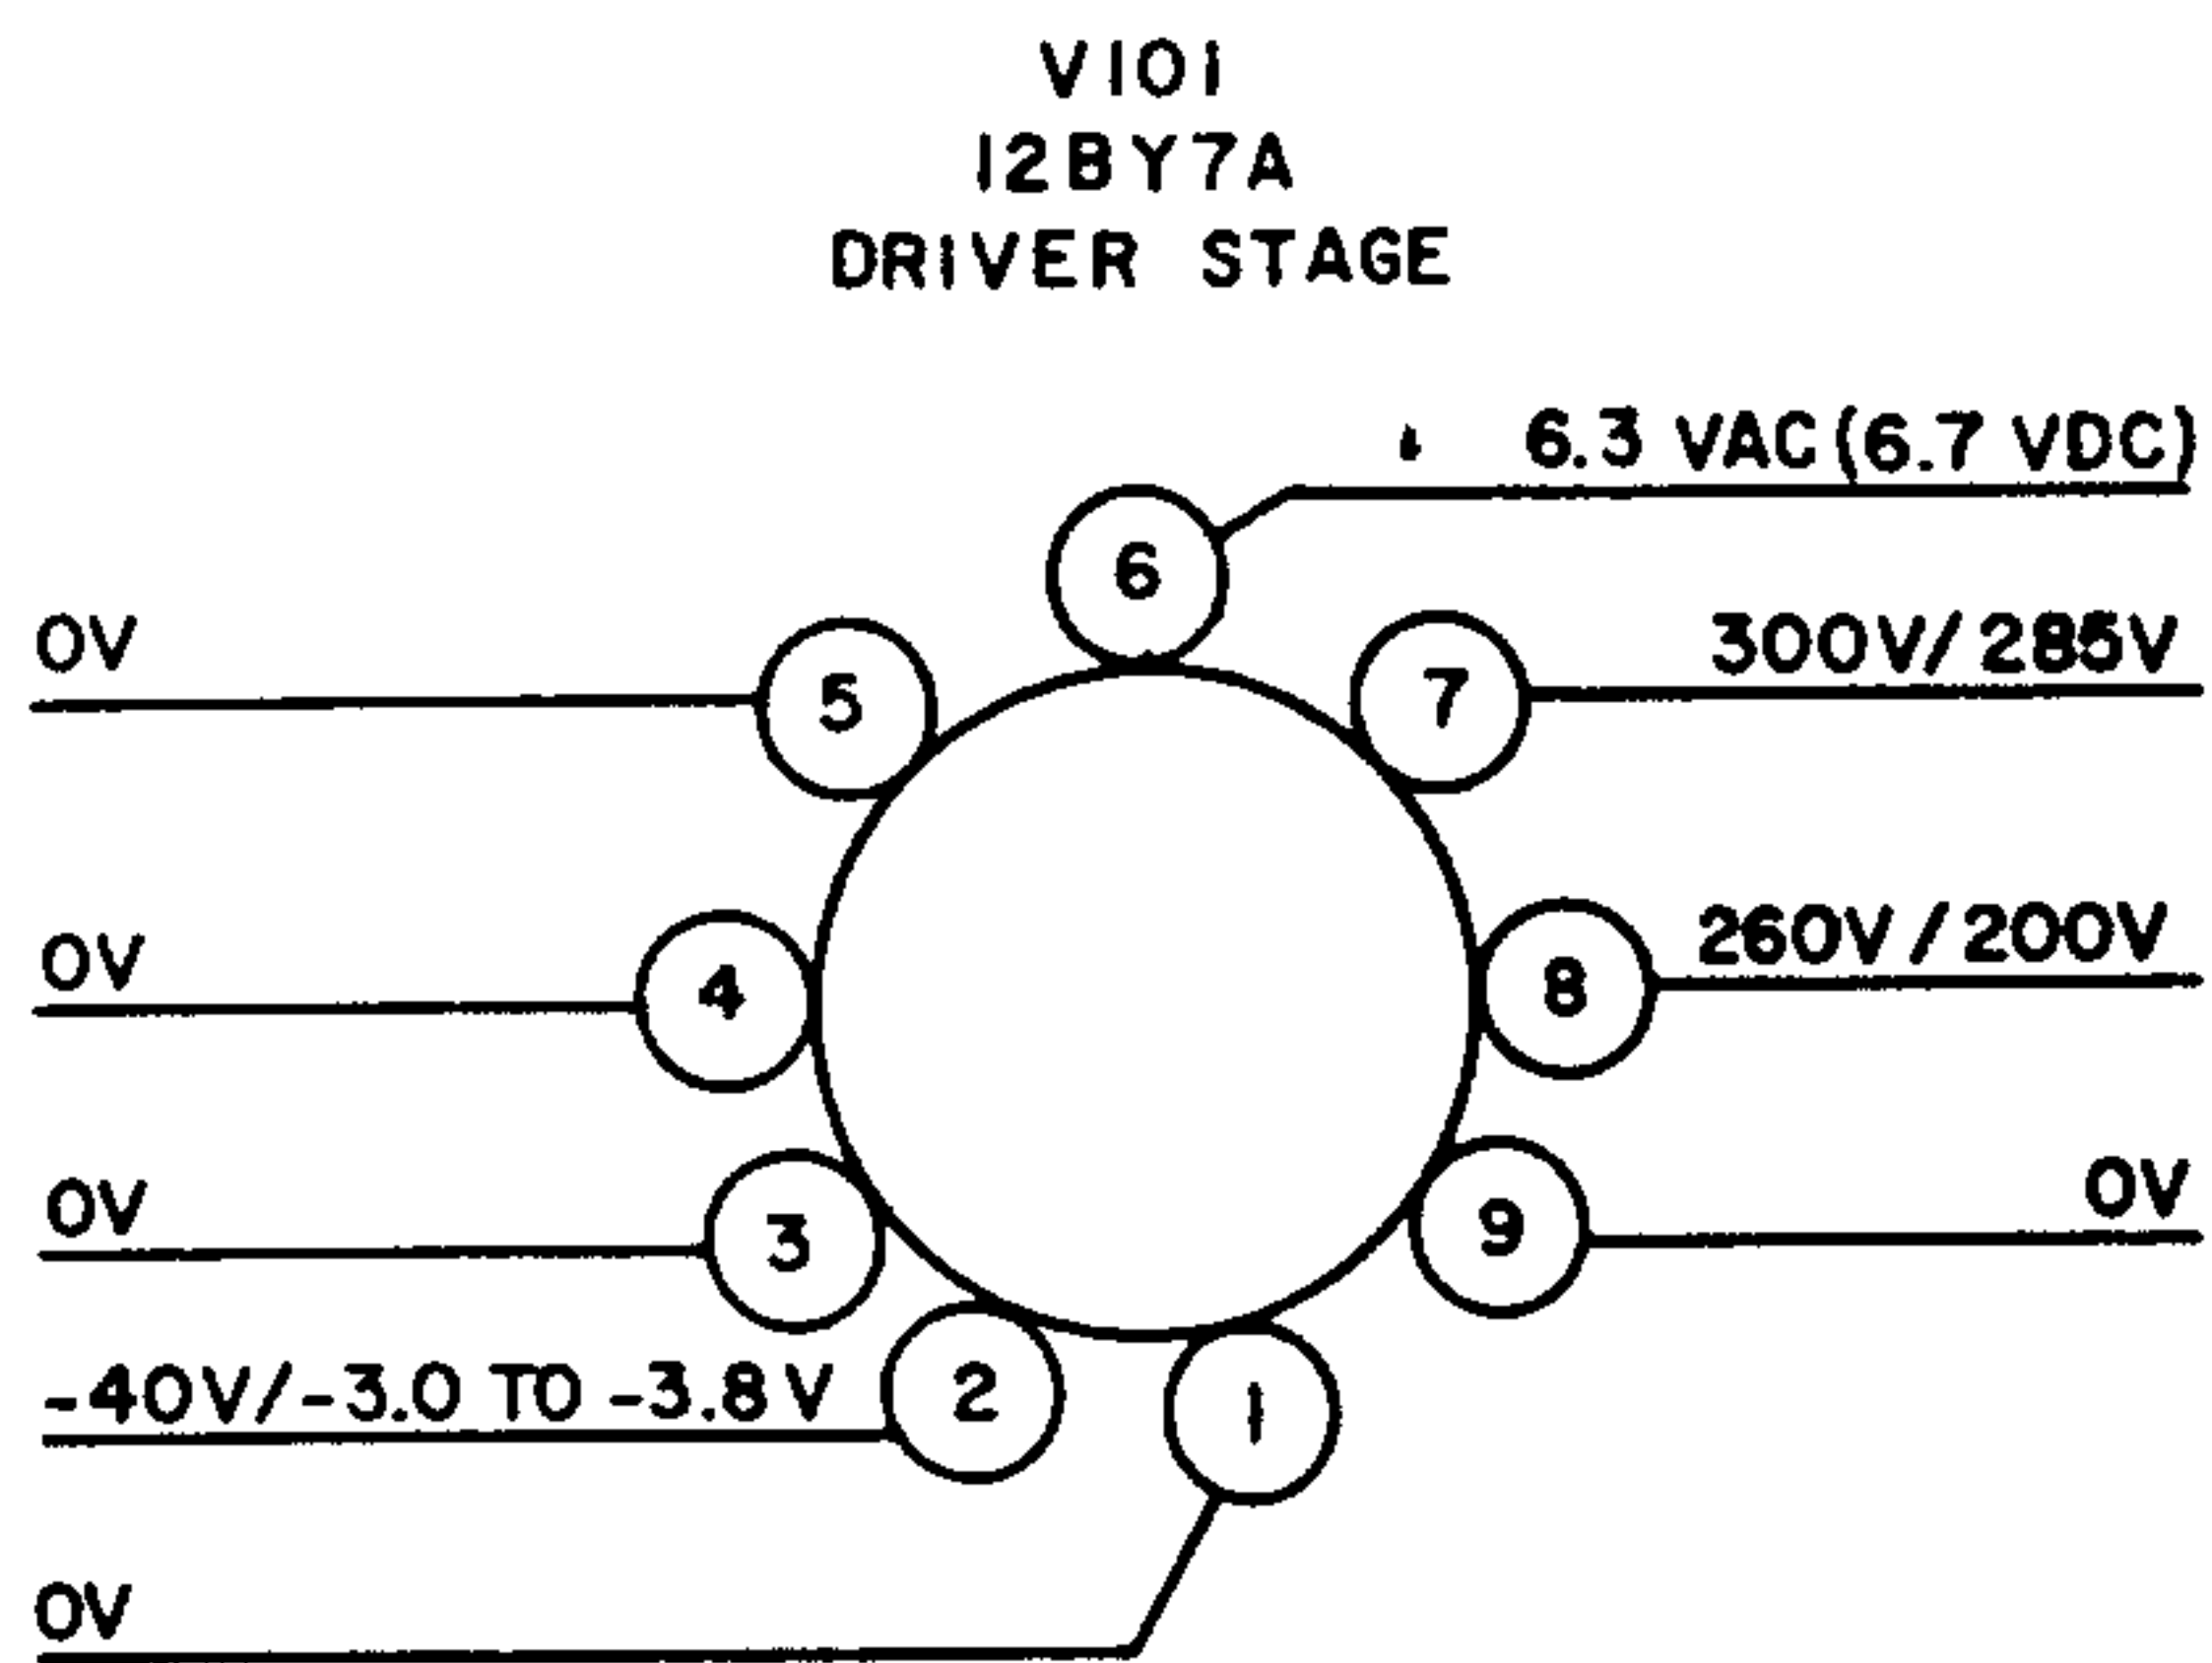 V101
12BY7A
DRIVER STAGE
6.3 VAC (6.7 VDC)
6
0V
5
7
300V/285V
0V
4
8
260V/200V
0V
3
9
0V
-40V/-3.0 TO -3.8V
2
1
0V